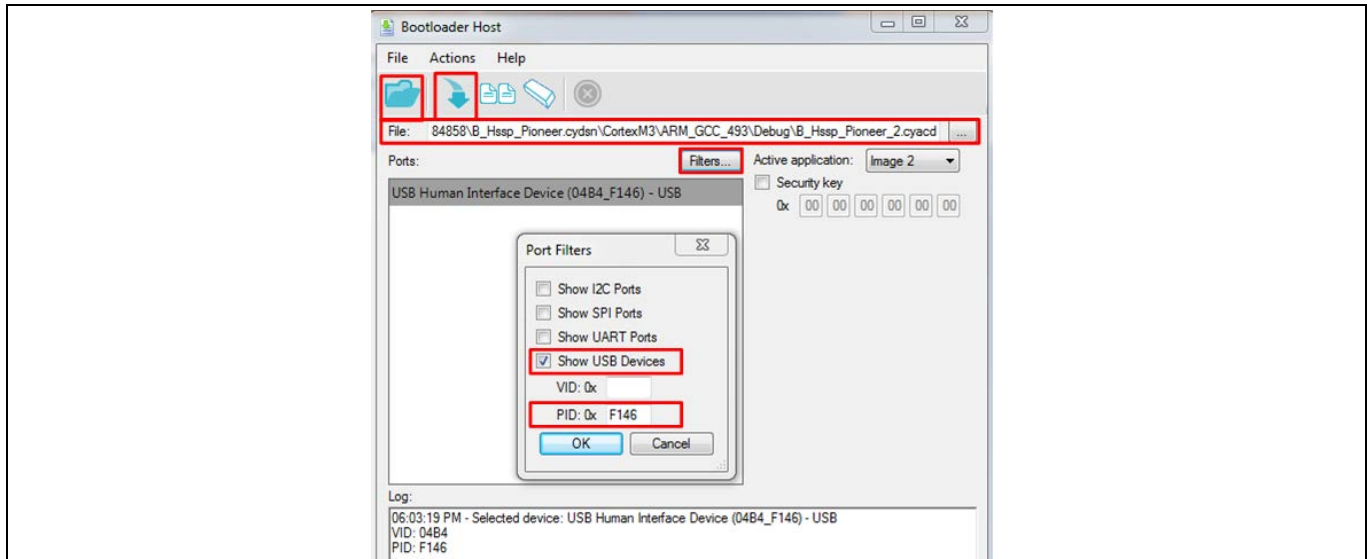 Bootloader Host
File Actions Help
File: 84858\B_Hssp_Pioneer.cydsn\CortexM3\ARM_GCC_493\Debug\B_Hssp_Pioneer_2.cyacd ...
Ports: Filters... Active application: Image 2
Security key
USB Human Interface Device (04B4_F146) - USB
0x 00 00 00 00 00 00
Port Filters
Show I2C Ports
Show SPI Ports
Show UART Ports
Show USB Devices
VID: 0x
PID: 0x F146
OK Cancel
Log:
06:03:19 PM - Selected device: USB Human Interface Device (04B4_F146) - USB
VID: 04B4
PID: F146